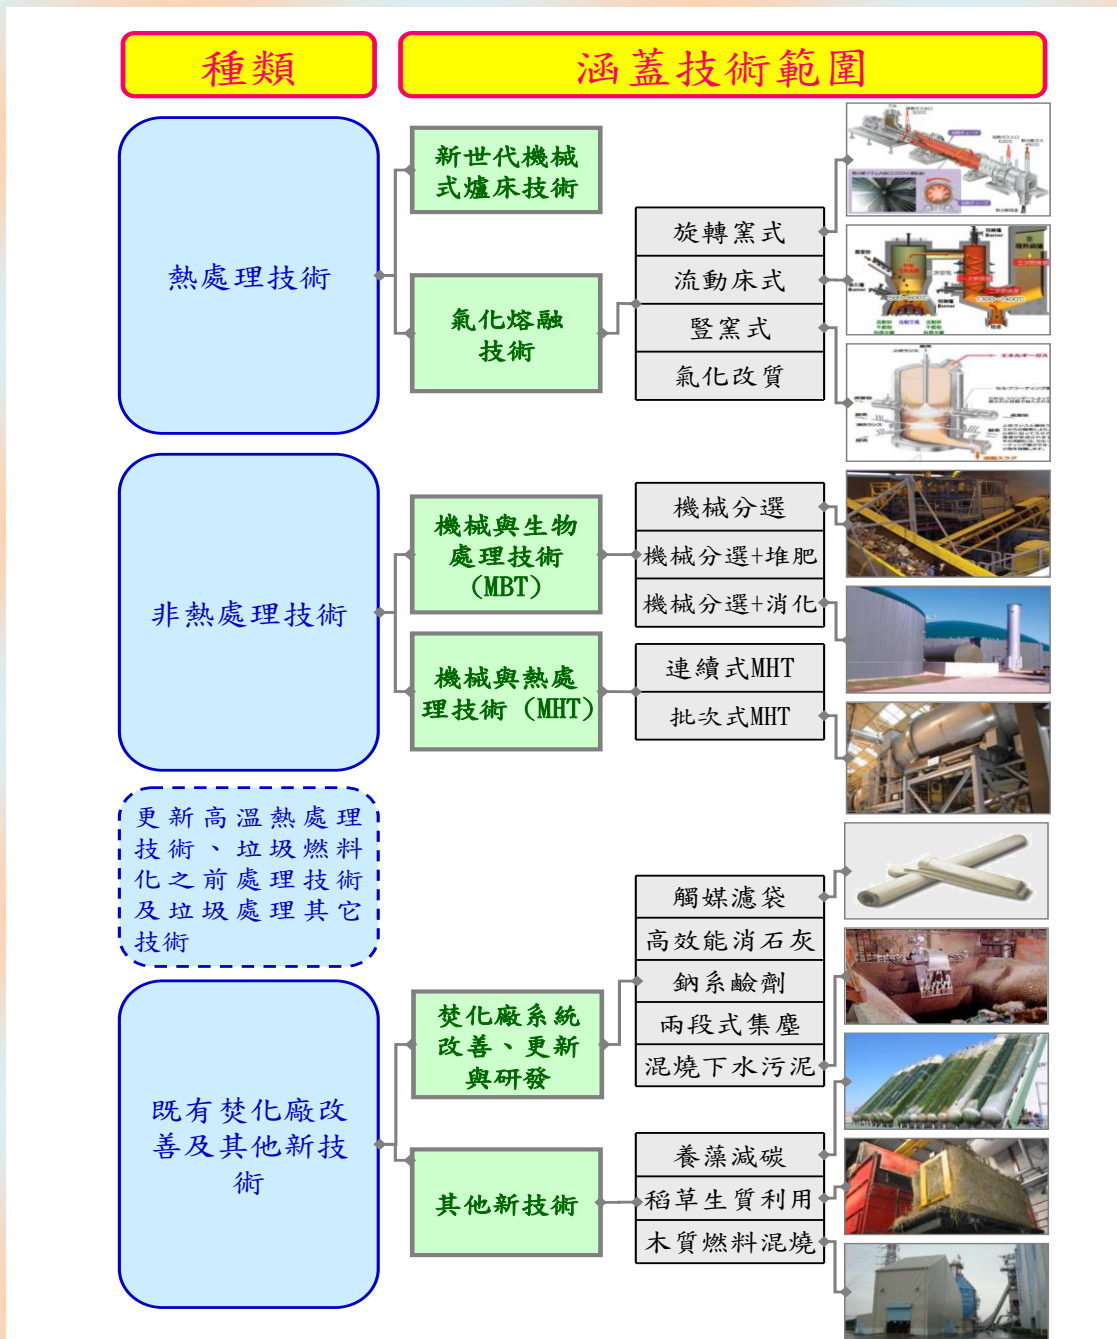 種類
涵蓋技術範圍
熱處理技術
新世代機械
式爐床技術
氣化熔融
技術
旋轉窯式
流動床式
豎窯式
氣化改質
非熱處理技術
機械與生物
處理技術
(MBT)
機械分選
機械分選+堆肥
機械分選+消化
機械與熱處
理技術 (MHT)
連續式MHT
批次式MHT
更新高溫熱處理
技術、垃圾燃料
化之前處理技術
及垃圾處理其它
技術
既有焚化廠改
善及其他新技
術
焚化廠系統
改善、更新
與研發
觸媒濾袋
高效能消石灰
鈉系鹼劑
兩段式集塵
混燒下水污泥
其他新技術
養藻減碳
稻草生質利用
木質燃料混燒
エネルギーガス
1300~1400℃